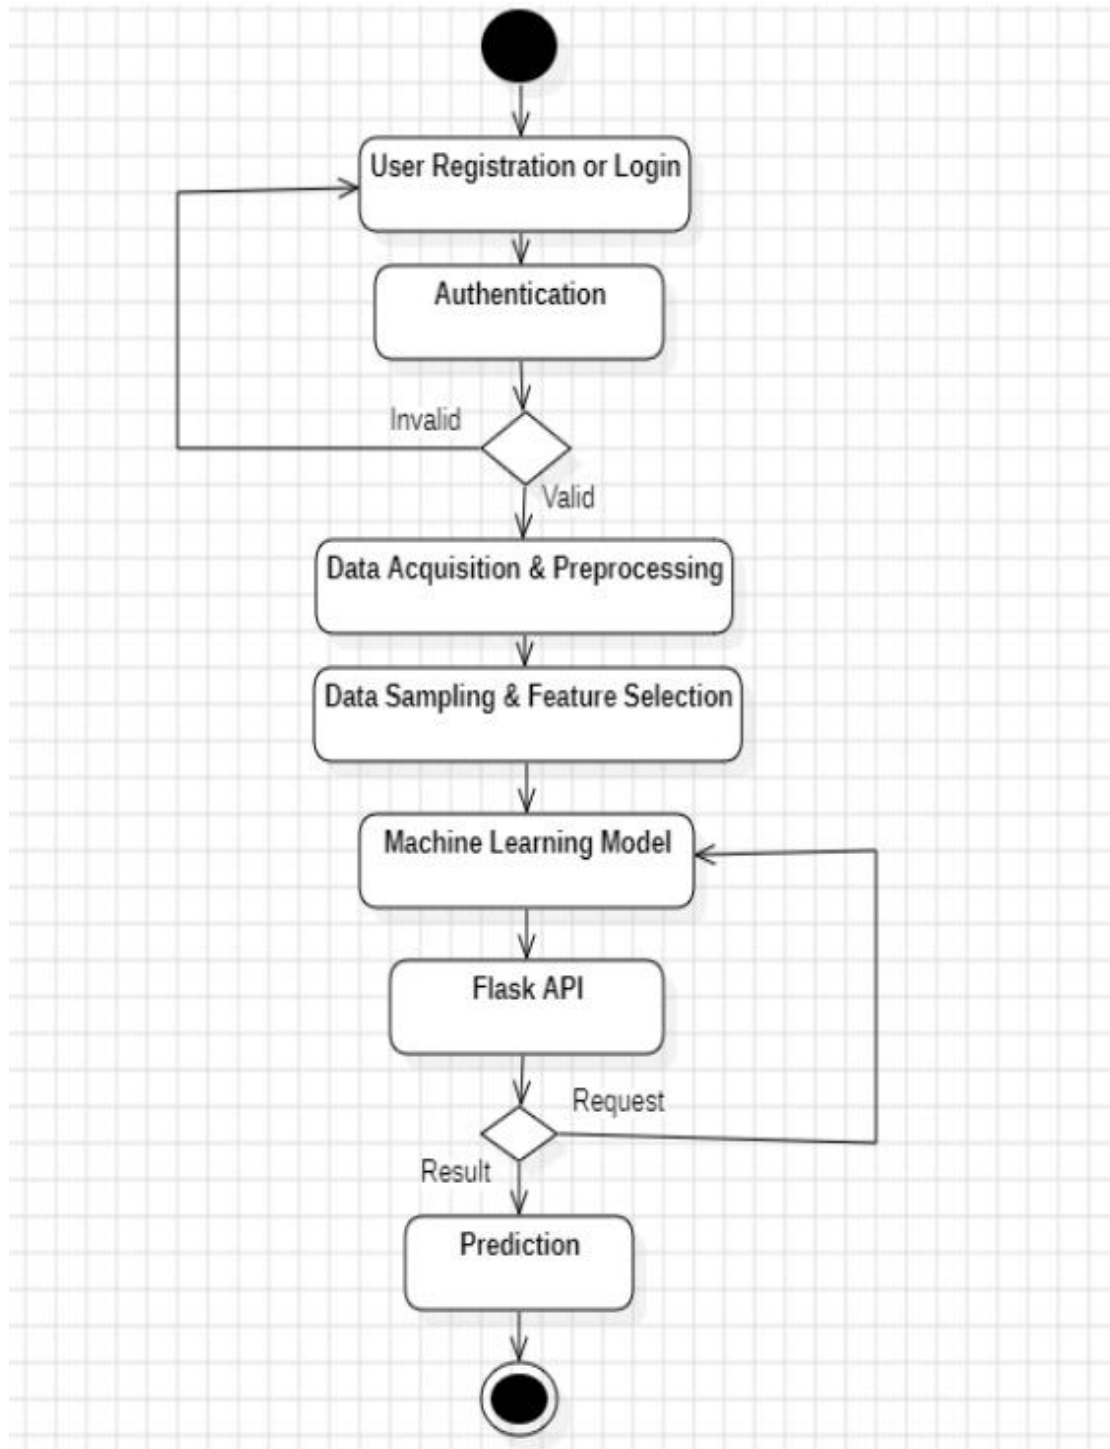 User Registration or Login
Authentication
Invalid
Valid
Data Acquisition & Preprocessing
Data Sampling & Feature Selection
Machine Learning Model
Flask API
Request
Result
Prediction